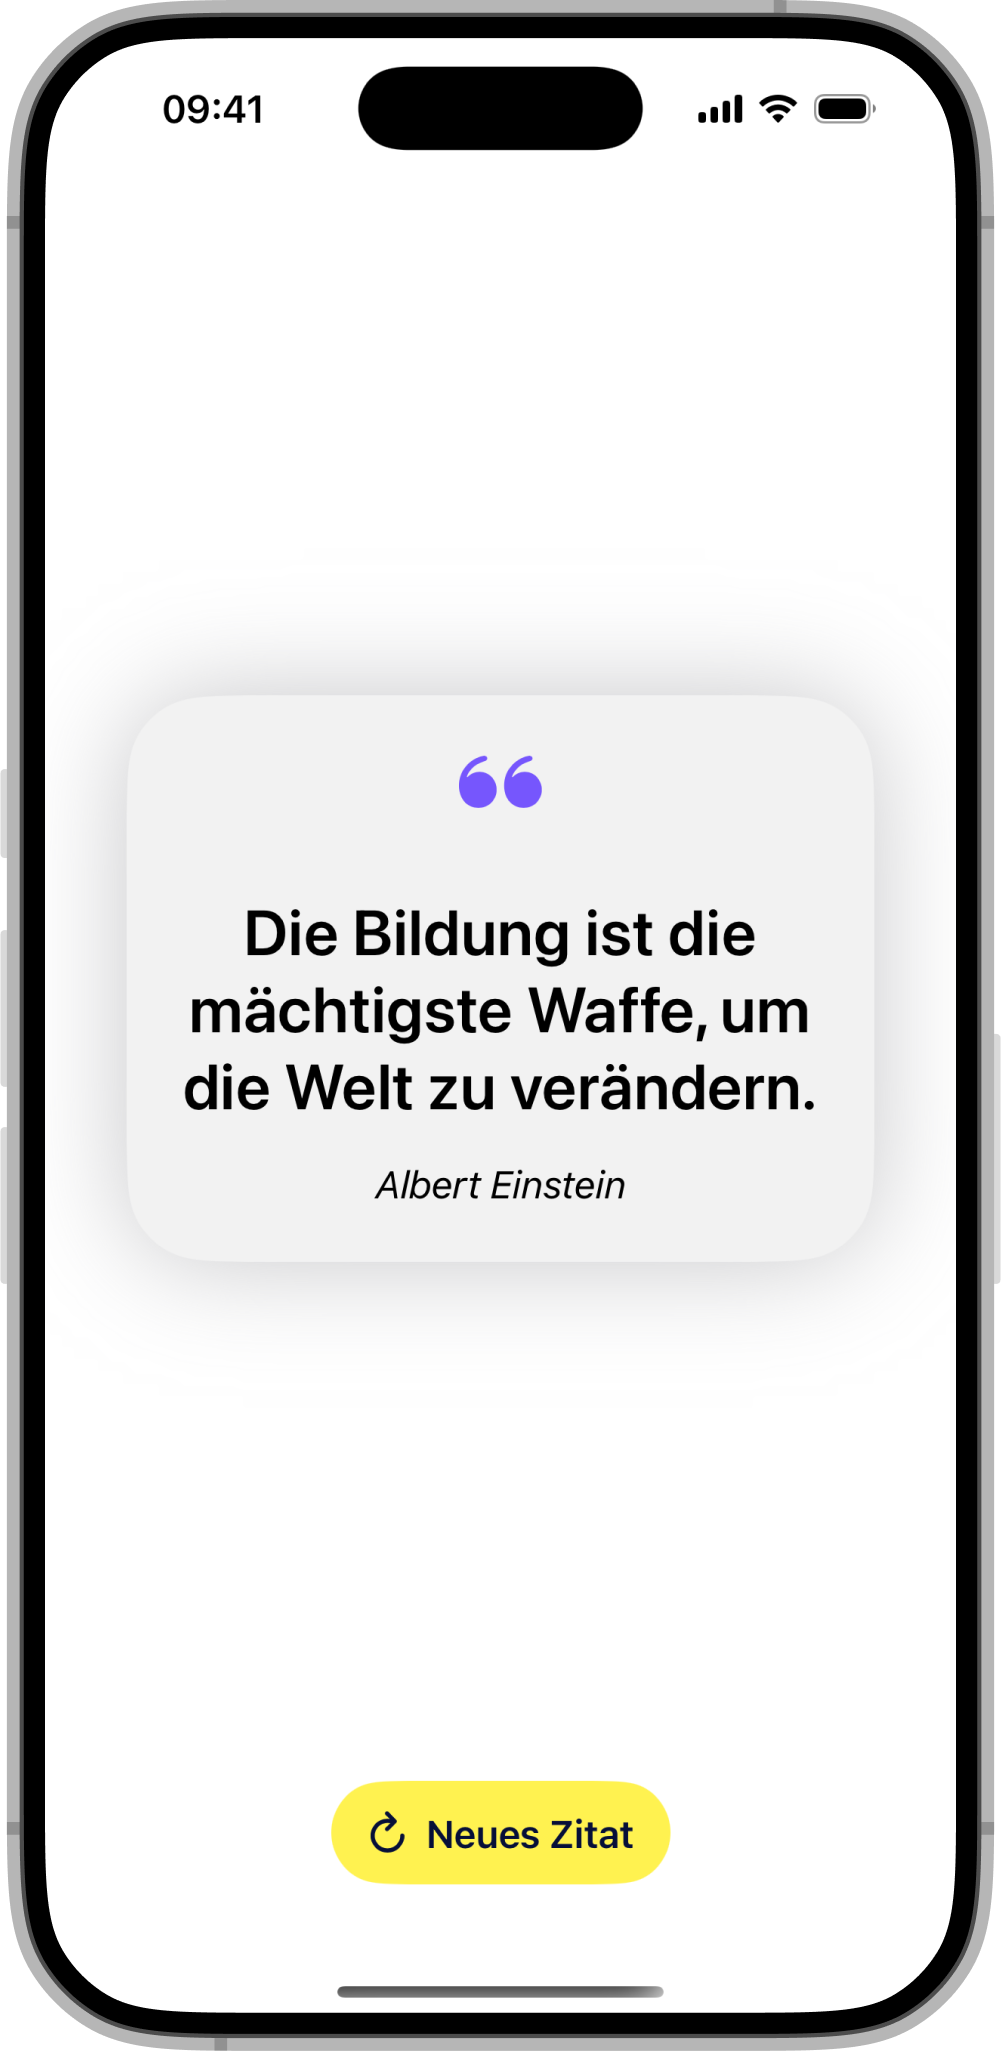 09:41
“
Die Bildung ist die
mächtigste Waffe, um
die Welt zu verändern.
Albert Einstein
Neues Zitat